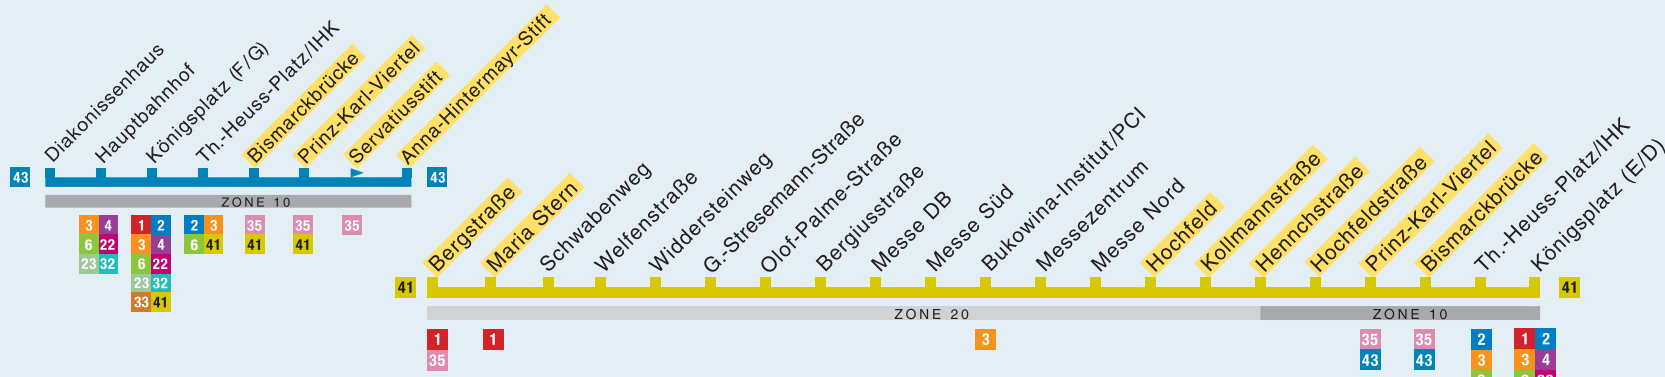 Diakonissenhaus
Hauptbahnhof
Königsplatz (F/G)
Th.-Heuss-Platz/IHK
Bismarckbrücke
Prinz-Karl-Viertel
Servatiusstift
Anna-Hintermayr-Stift
43
43
ZONE 10
3 4 1 2 2 3 35 35 35
6 22 3 4 6 41 41 41
23 32 6 22
23 32
33 41
Bergstraße
Maria Stern
Schwabenweg
Welfenstraße
Widdersteinweg
G.-Stresemann-Straße
Olof-Palme-Straße
Bergiusstraße
Messe DB
Messe Süd
Bukowina-Institut/PCI
Messezentrum
Messe Nord
Hochfeld
Kollmannstraße
Hennchstraße
Hochfeldstraße
Prinz-Karl-Viertel
Bismarckbrücke
Th.-Heuss-Platz/IHK
Königsplatz (E/D)
41
41
ZONE 20
ZONE 10
1 1 3 35 35 2 1 2
35 43 43 3 3 4